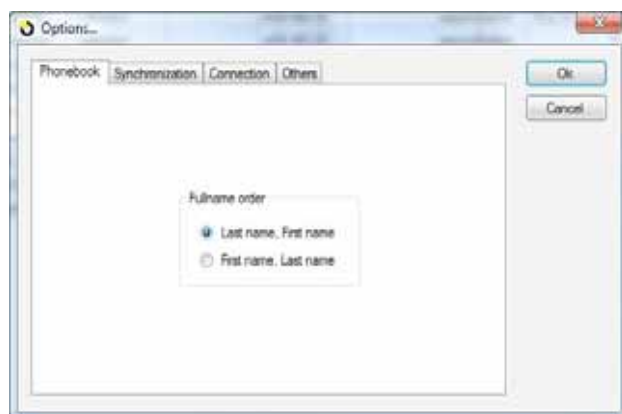 Options...
Phonebook Synchronization Connection Others
Ok
Cancel
Fullname order
Last name, First name
First name, Last name